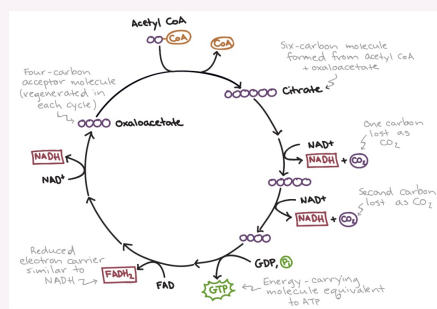 Acetyl CoA
CoA
CoA
Six-carbon molecule
formed from acetyl CoA
+ oxaloacetate
Four-carbon
acceptor molecule
(regenerated in
each cycle)
Citrate
Oxaloacetate
One carbon
lost as
CO₂
NAD+
NADH + CO₂
NADH
NAD+
Second carbon
lost as CO₂
NAD+
NADH + CO₂
Reduced
electron carrier
similar to
NADH
FADH₂
FAD
GTP
GDP, Pi
Energy-carrying
molecule equivalent
to ATP